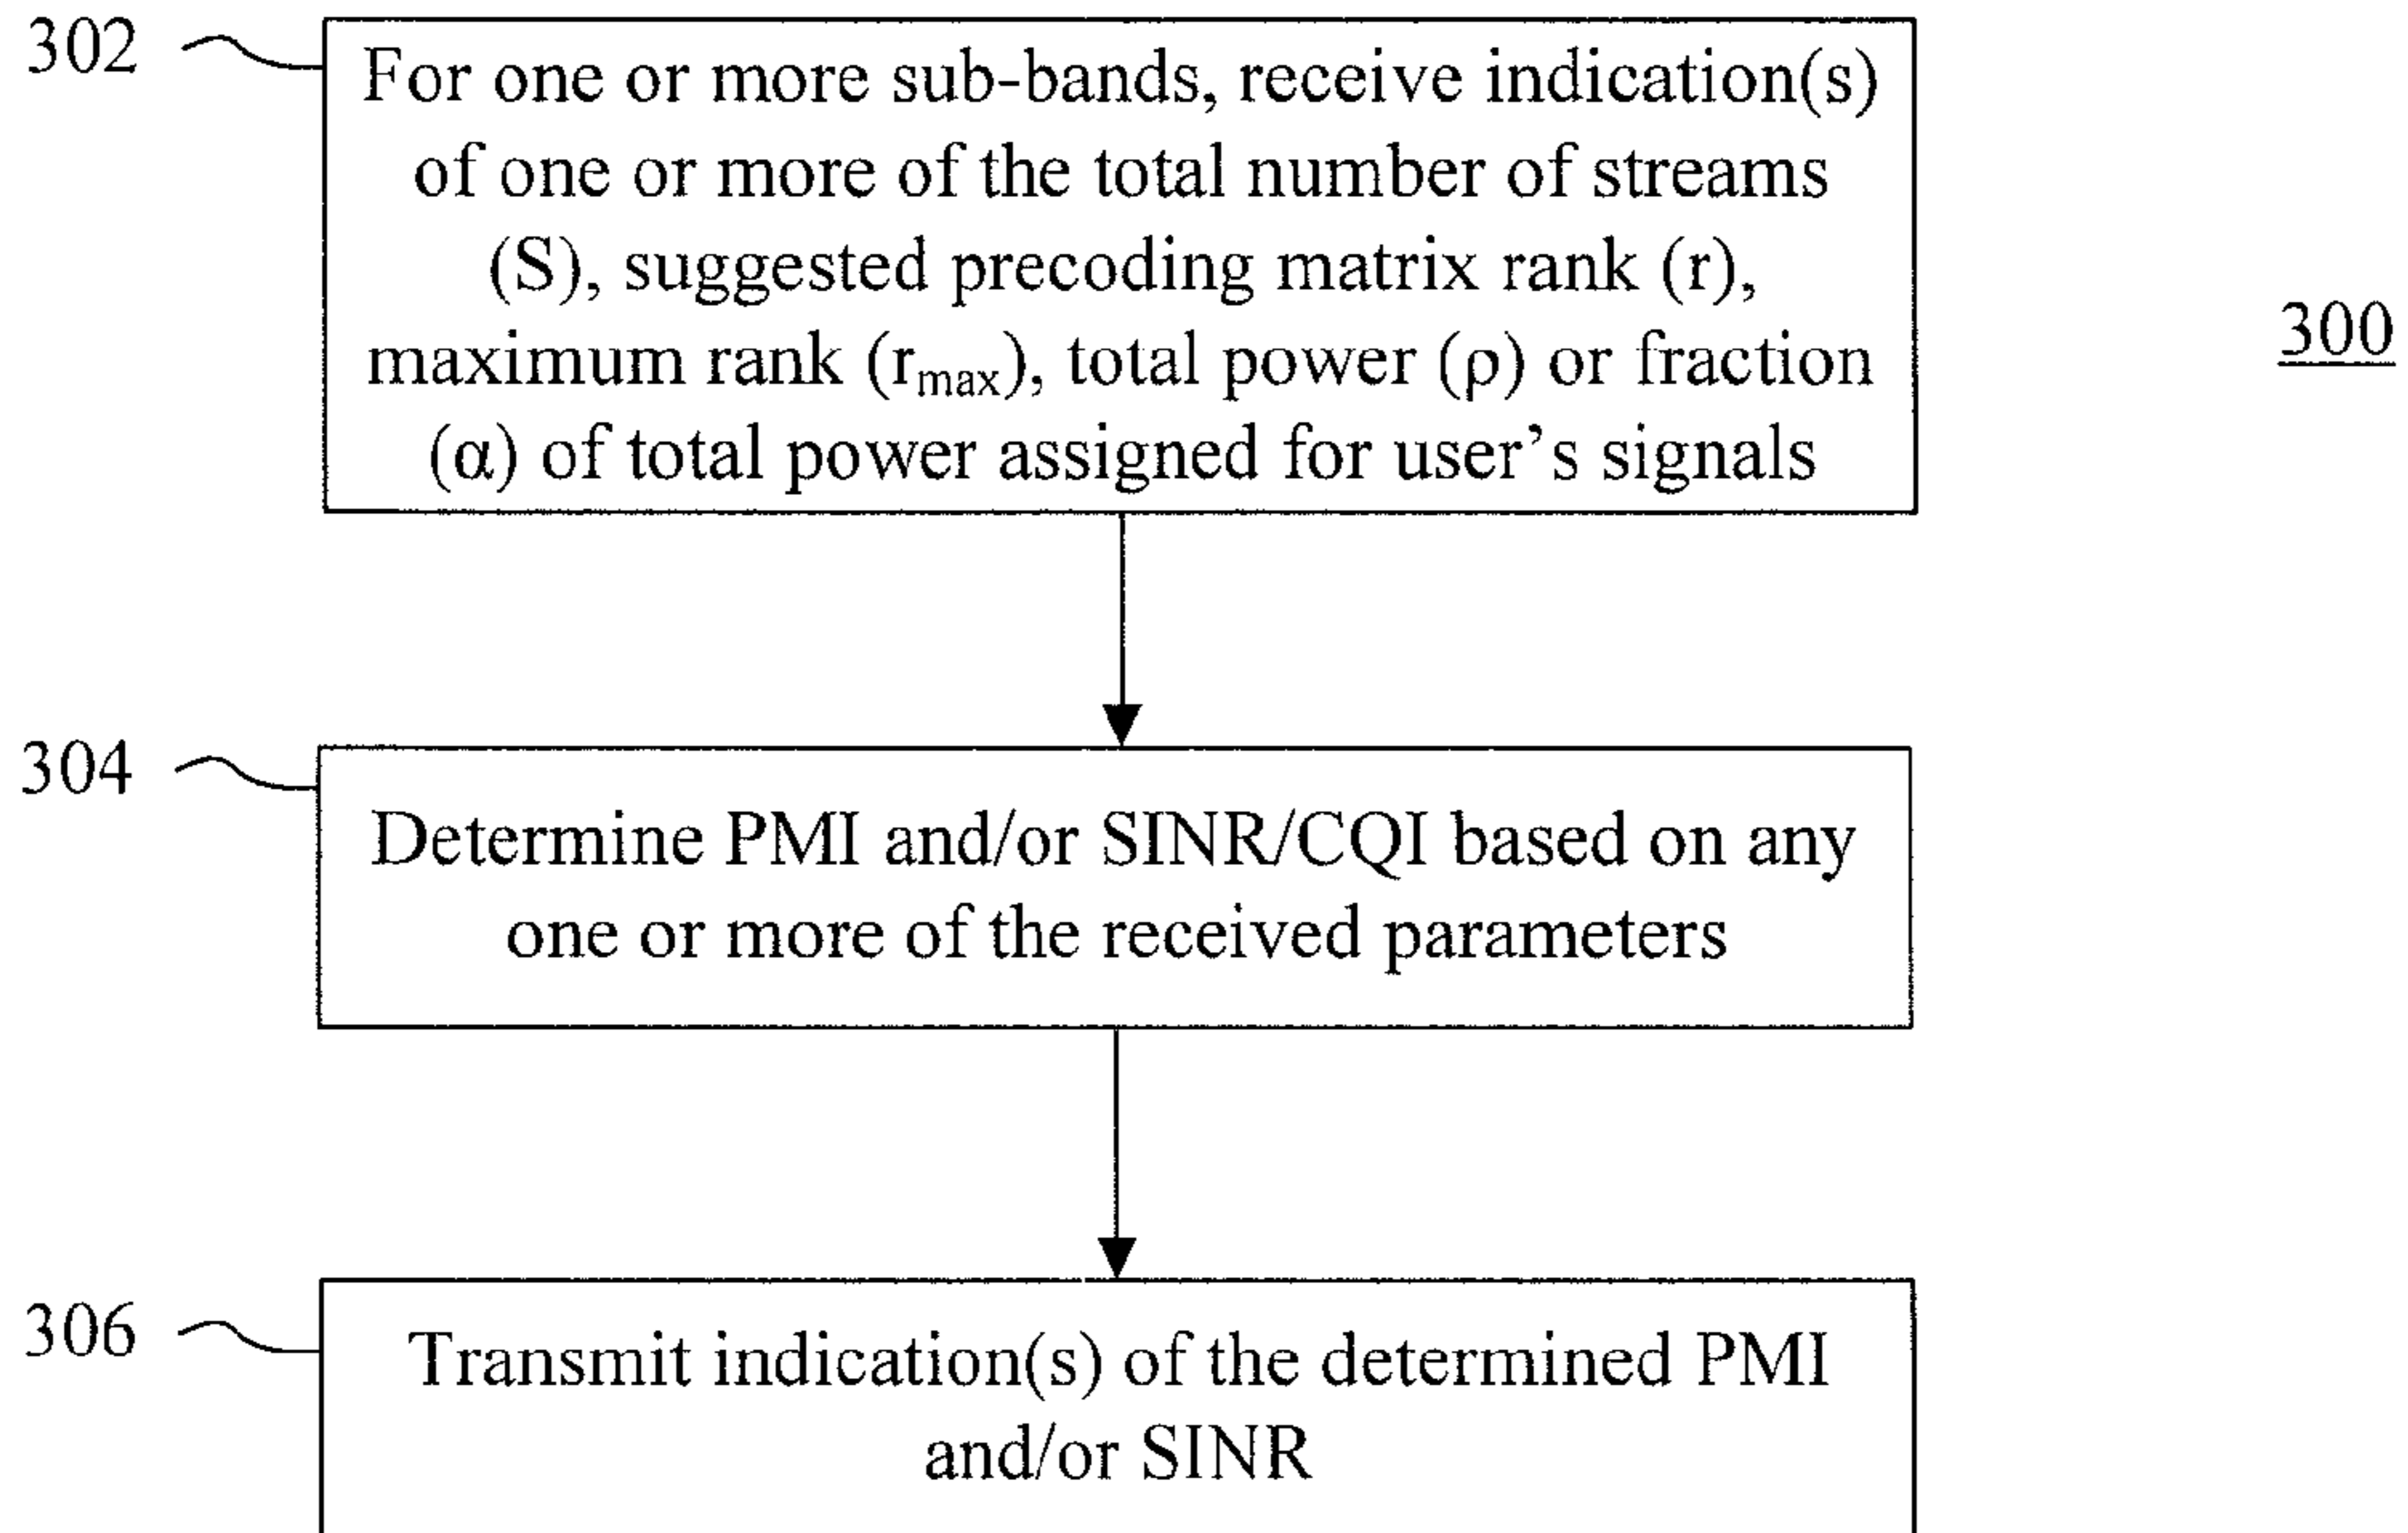 302
For one or more sub-bands, receive indication(s)
of one or more of the total number of streams
(S), suggested precoding matrix rank (r),
maximum rank (rmax), total power (ρ) or fraction
(α) of total power assigned for user’s signals
300
304
Determine PMI and/or SINR/CQI based on any
one or more of the received parameters
306
Transmit indication(s) of the determined PMI
and/or SINR